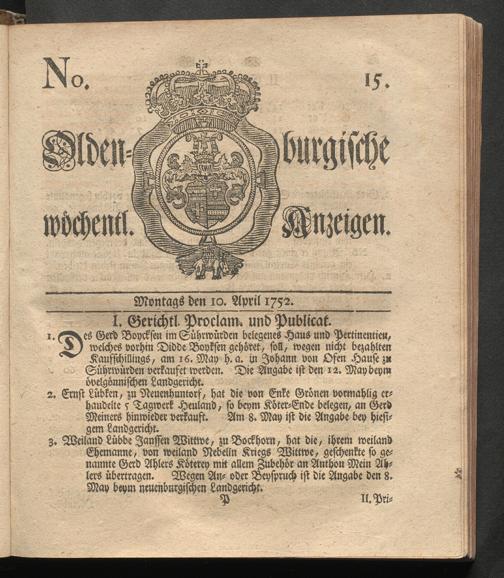 No. 15.
Olden- burgische
wöchentl. Anzeigen.
Montags den 10. April 1752.
I. Gerichtl. Proclam. und Publicat.
1. Des Gerd Boycksen im Sührwürden belegenes Haus und Pertinentien,
welches vorhin Didde Boyksen gehöret, soll, wegen nicht bezahlten
Kaufschillings, am 16. May h. a. in Johann von Osen Hause zu
Sührwürden verkaufet werden. Die Angabe ist den 12. May beym
ovelgönnischen Landgericht.
2. Ernst Lübken, zu Neuenhuntorf, hat die von Enke Grönen vormahlig er-
handelte 5 Tagwerk Heuland, so beym Köter-Ende belegen, an Gerd
Meiners hinwieder verkauft. Am 8. May ist die Angabe bey hiesi-
gem Landgericht.
3. Weiland Lübbe Janssen Wittwe, zu Bockhorn, hat die, ihrem weiland
Ehemanne, von weiland Nebelin Kriegs Wittwe, geschenkte so ge-
nannte Gerd Ahlers Köterey mit allem Zubehör an Anthon Mein Ah-
lers übertragen. Wegen An- oder Beyspruch ist die Angabe den 8.
May beym neuenburgischen Landgericht.
P II. Pri-